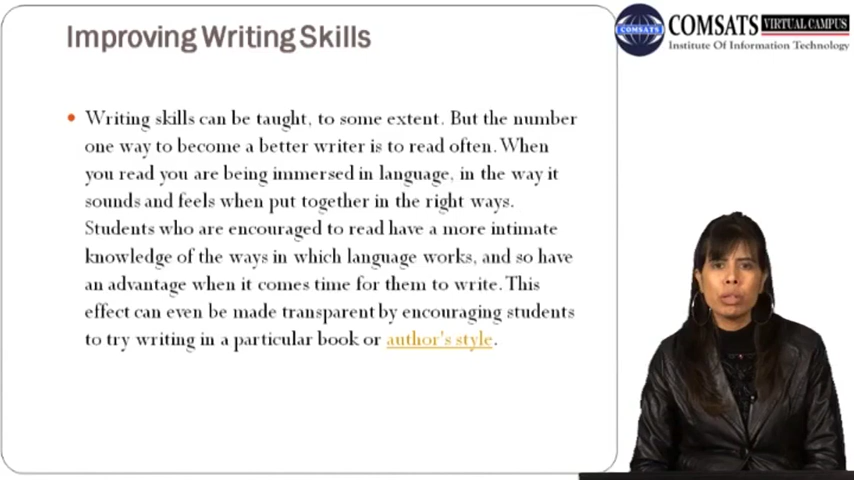 Improving Writing Skills
COMSATS VIRTUAL CAMPUS
Institute Of Information Technology
COMSATS
Writing skills can be taught, to some extent. But the number
one way to become a better writer is to read often. When
you read you are being immersed in language, in the way it
sounds and feels when put together in the right ways.
Students who are encouraged to read have a more intimate
knowledge of the ways in which language works, and so have
an advantage when it comes time for them to write. This
effect can even be made transparent by encouraging students
to try writing in a particular book or author's style.